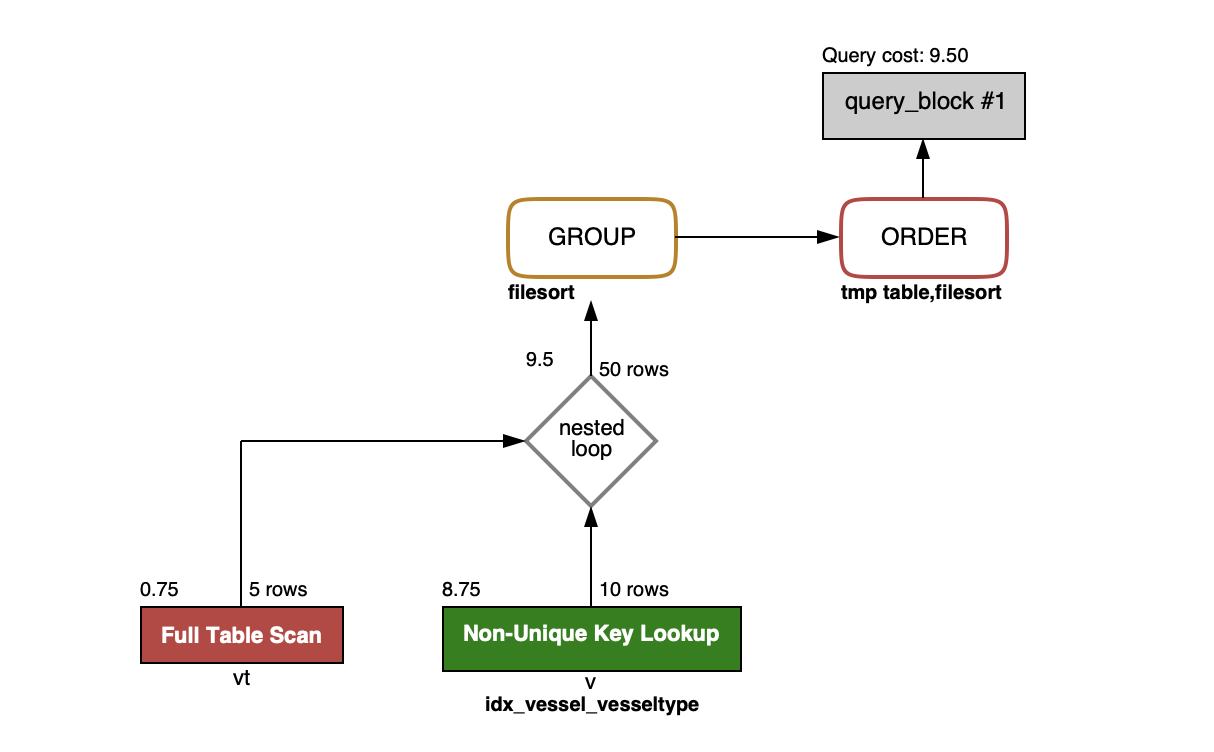 Query cost: 9.50
query_block #1
GROUP
ORDER
filesort
tmp table,filesort
9.5
50 rows
nested
loop
0.75
5 rows
8.75
10 rows
Full Table Scan
Non-Unique Key Lookup
vt
v
idx_vessel_vesseltype